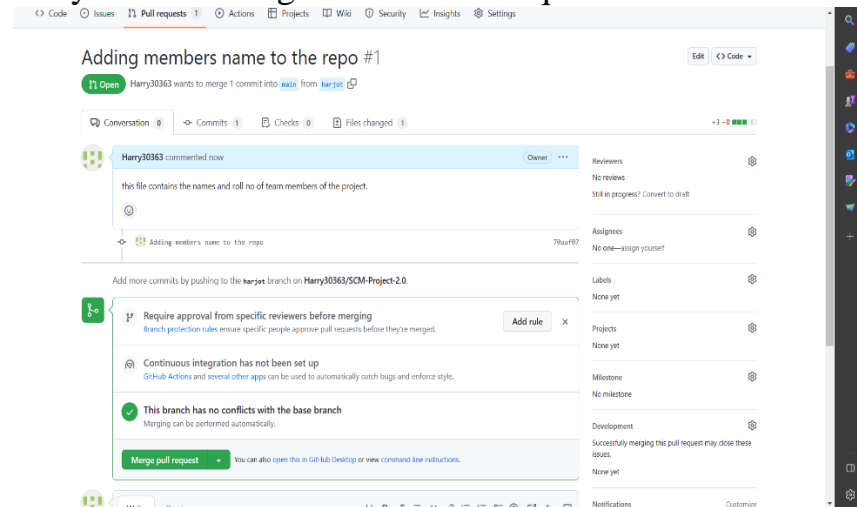 <> Code Issues Pull requests 1 Actions Projects Wiki Security Insights Settings
Adding members name to the repo #1
Edit <> Code
Open Harry30363 wants to merge 1 commit into main from harjot
Conversation 0 Commits 1 Checks 0 Files changed 1 +3 −0
Harry30363 commented now Owner ...
this file contains the names and roll no of team members of the project.
Adding members name to the repo 70aaf07
Add more commits by pushing to the harjot branch on Harry30363/SCM-Project-2.0.
Require approval from specific reviewers before merging
Branch protection rules ensure specific people approve pull requests before they're merged.
Add rule x
Continuous integration has not been set up
GitHub Actions and several other apps can be used to automatically catch bugs and enforce style.
This branch has no conflicts with the base branch
Merging can be performed automatically.
Merge pull request You can also open this in GitHub Desktop or view command line instructions.
Reviewers
No reviews
Still in progress? Convert to draft
Assignees
No one—assign yourself
Labels
None yet
Projects
None yet
Milestone
No milestone
Development
Successfully merging this pull request may close these
issues.
None yet
Notifications Customize